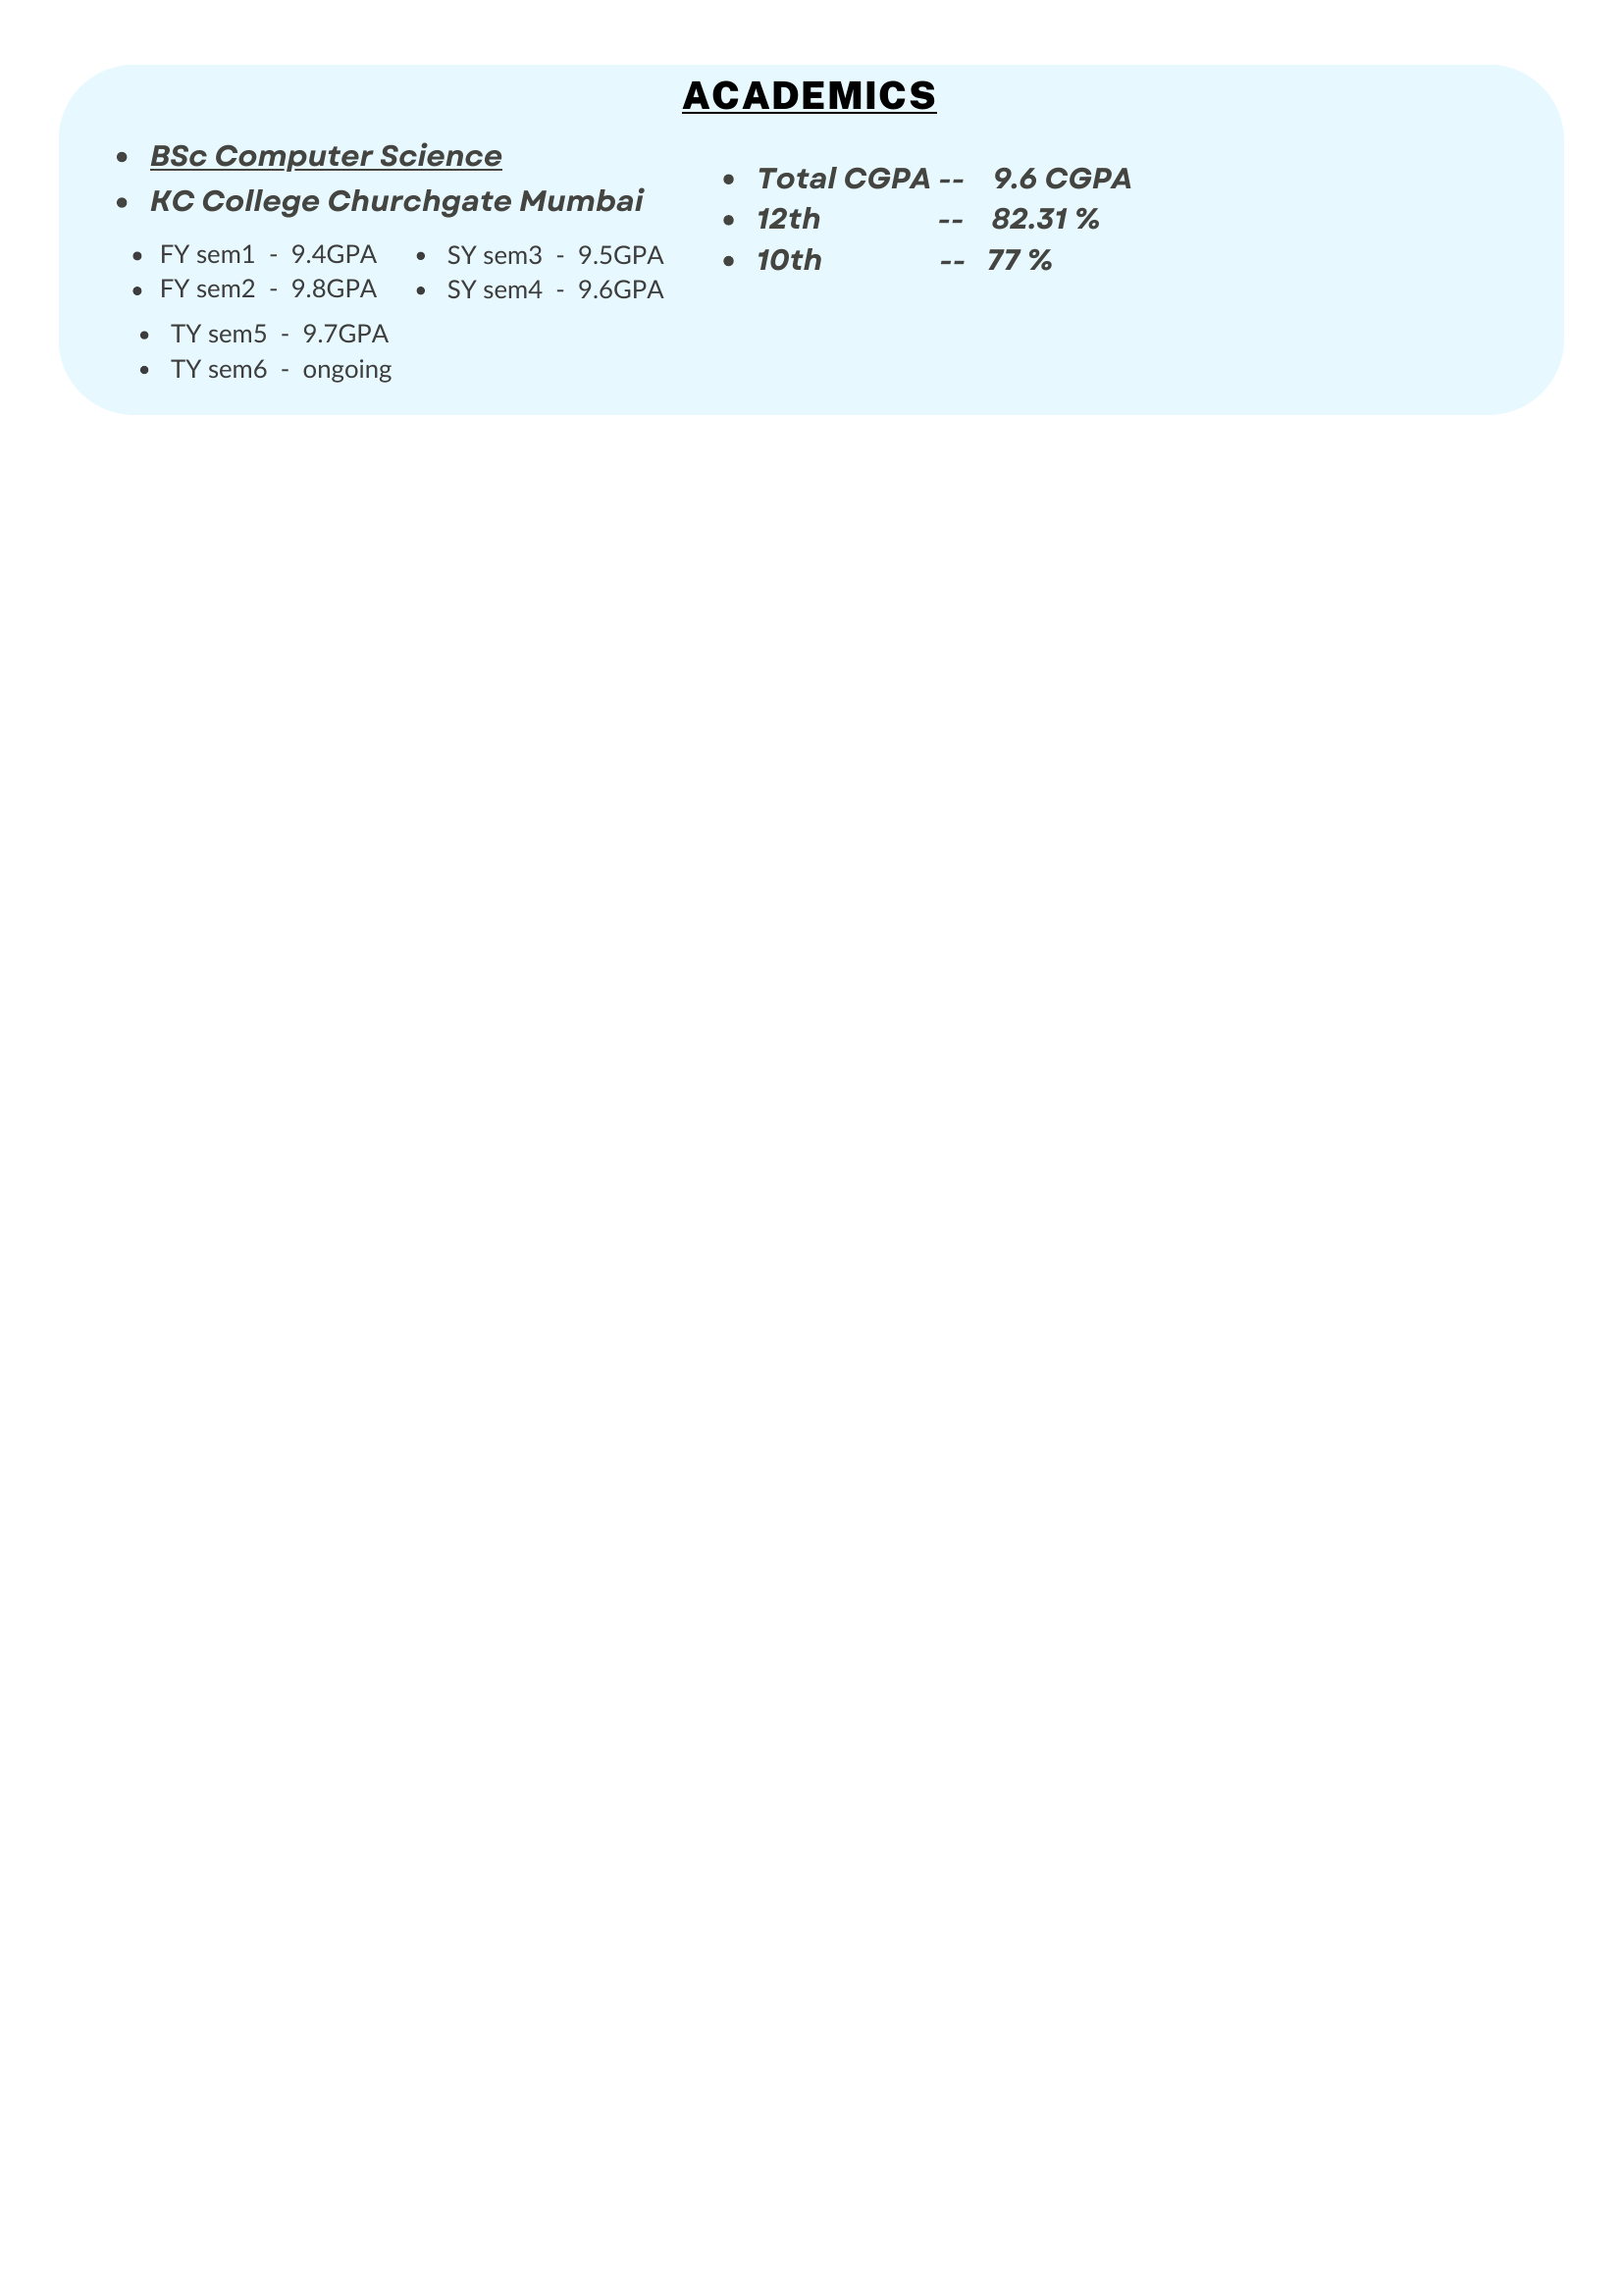 ACADEMICS
BSc Computer Science
KC College Churchgate Mumbai
FY sem1 - 9.4GPA
FY sem2 - 9.8GPA
SY sem3 - 9.5GPA
SY sem4 - 9.6GPA
TY sem5 - 9.7GPA
TY sem6 - ongoing
Total CGPA -- 9.6 CGPA
12th -- 82.31 %
10th -- 77 %